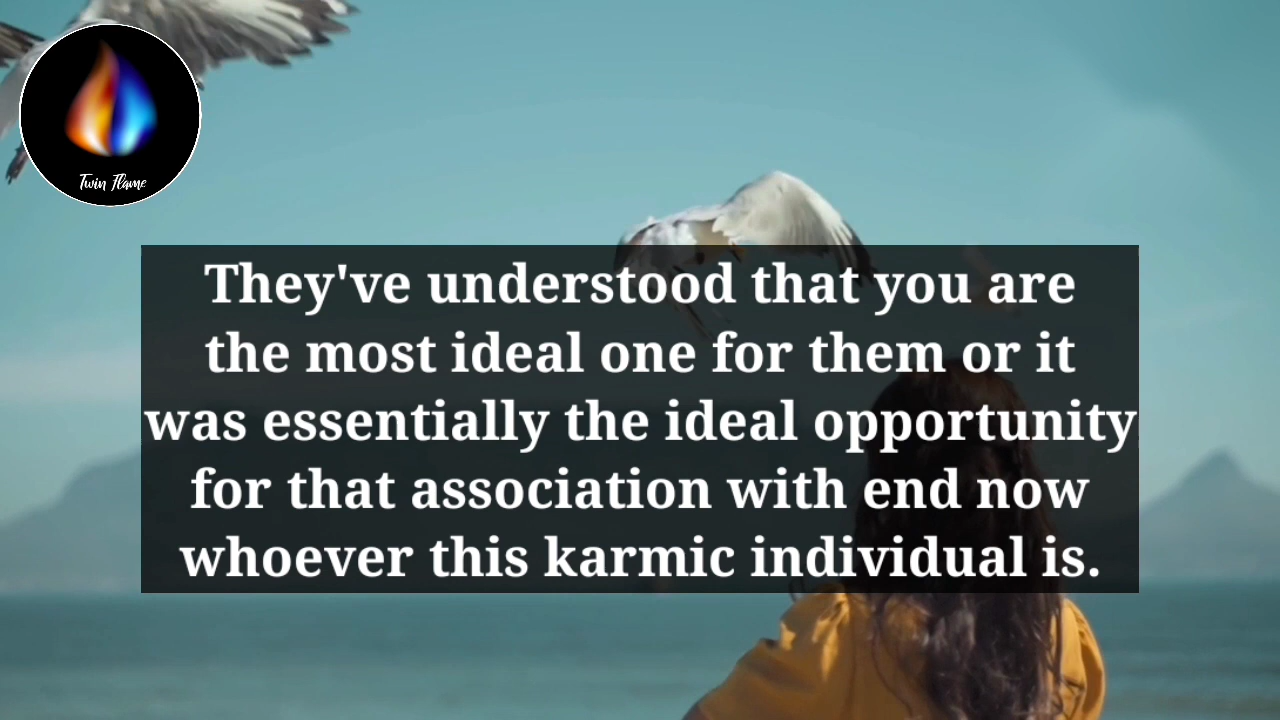 Twin Flame
They've understood that you are
the most ideal one for them or it
was essentially the ideal opportunity
for that association with end now
whoever this karmic individual is.